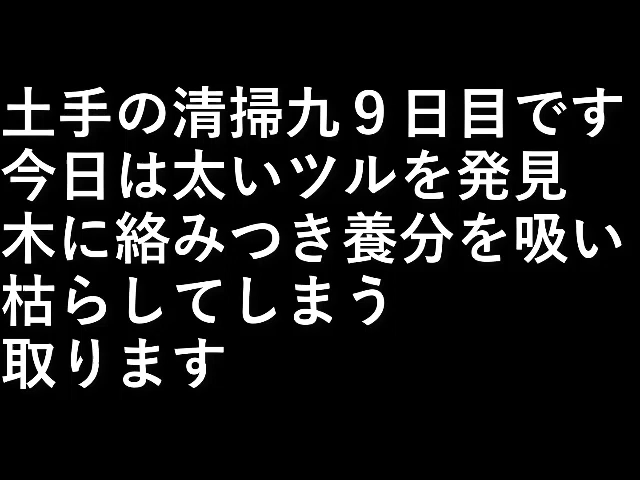 土手の清掃九９日目です
今日は太いツルを発見
木に絡みつき養分を吸い
枯らしてしまう
取ります